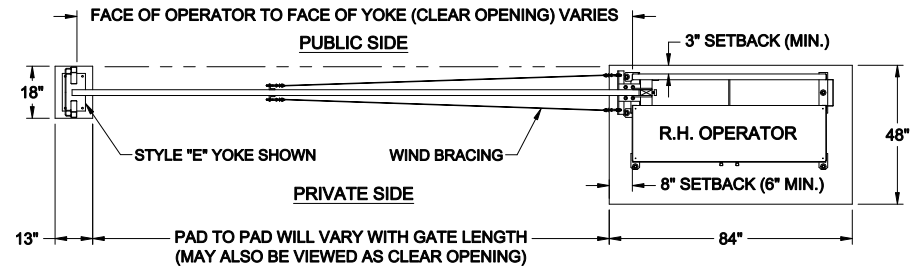 FACE OF OPERATOR TO FACE OF YOKE (CLEAR OPENING) VARIES
PUBLIC SIDE
3" SETBACK (MIN.)
18"
48"
R.H. OPERATOR
STYLE "E" YOKE SHOWN
WIND BRACING
PRIVATE SIDE
8" SETBACK (6" MIN.)
13"
PAD TO PAD WILL VARY WITH GATE LENGTH
(MAY ALSO BE VIEWED AS CLEAR OPENING)
84"